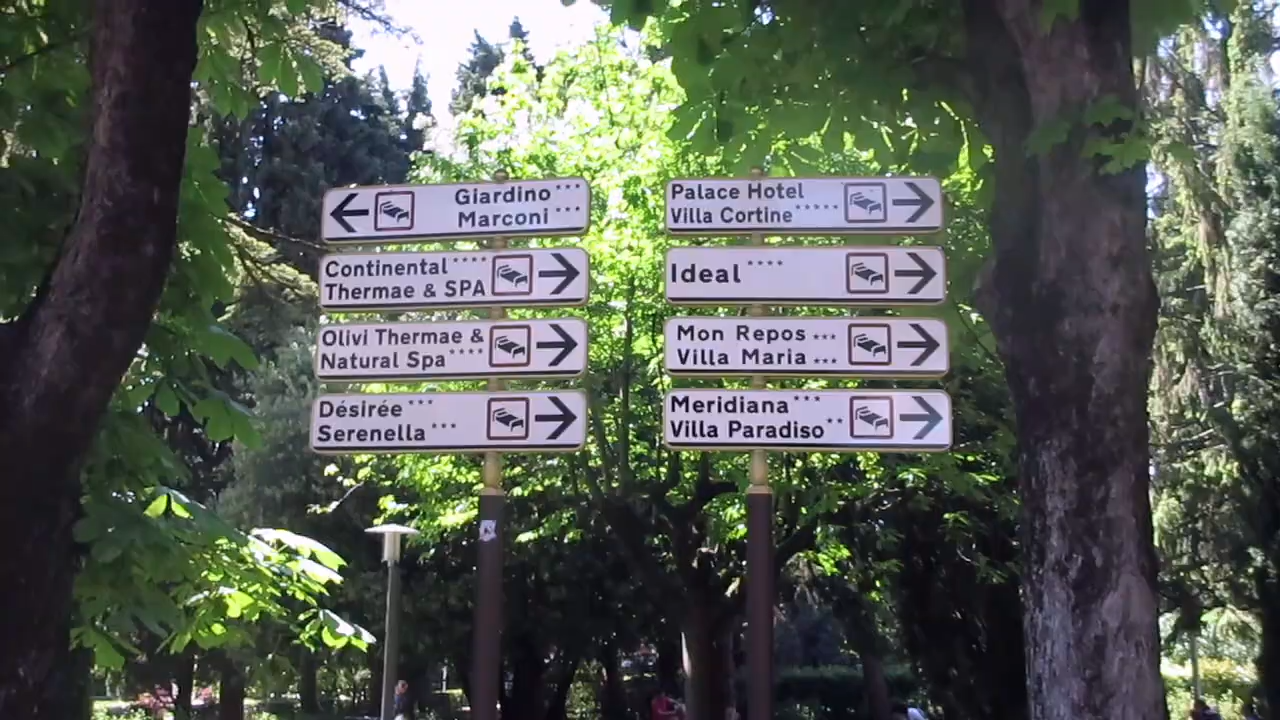 Giardino ***
Marconi ***
Continental ****
Thermae & SPA
Olivi Thermae &
Natural Spa ****
Désirée ***
Serenella ***
Palace Hotel
Villa Cortine *****
Ideal ****
Mon Repos ***
Villa Maria ***
Meridiana ***
Villa Paradiso **